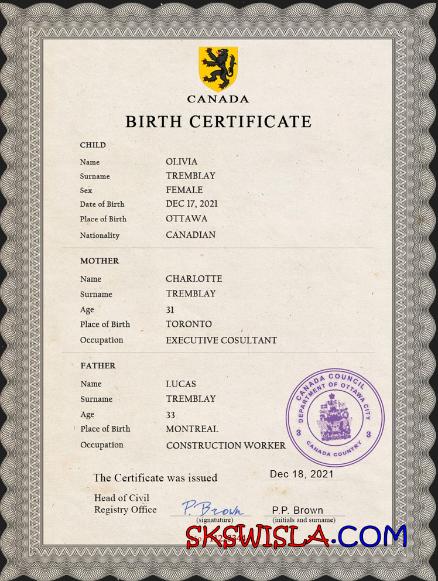 CANADA
BIRTH CERTIFICATE
CHILD
Name OLIVIA
Surname TREMBLAY
Sex FEMALE
Date of Birth DEC 17, 2021
Place of Birth OTTAWA
Nationality CANADIAN
MOTHER
Name CHARLOTTE
Surname TREMBLAY
Age 31
Place of Birth TORONTO
Occupation EXECUTIVE COSULTANT
FATHER
Name LUCAS
Surname TREMBLAY
Age 33
Place of Birth MONTREAL
Occupation CONSTRUCTION WORKER
CANADA COUNCIL
DEPARTMENT OF OTTAWA CITY
3 3
CANADA COUNTRY
The Certificate was issued Dec 18, 2021
Head of Civil
Registry Office P. Brown P.P. Brown
(signatuture) (initials and surname)
SKSWISLA.COM